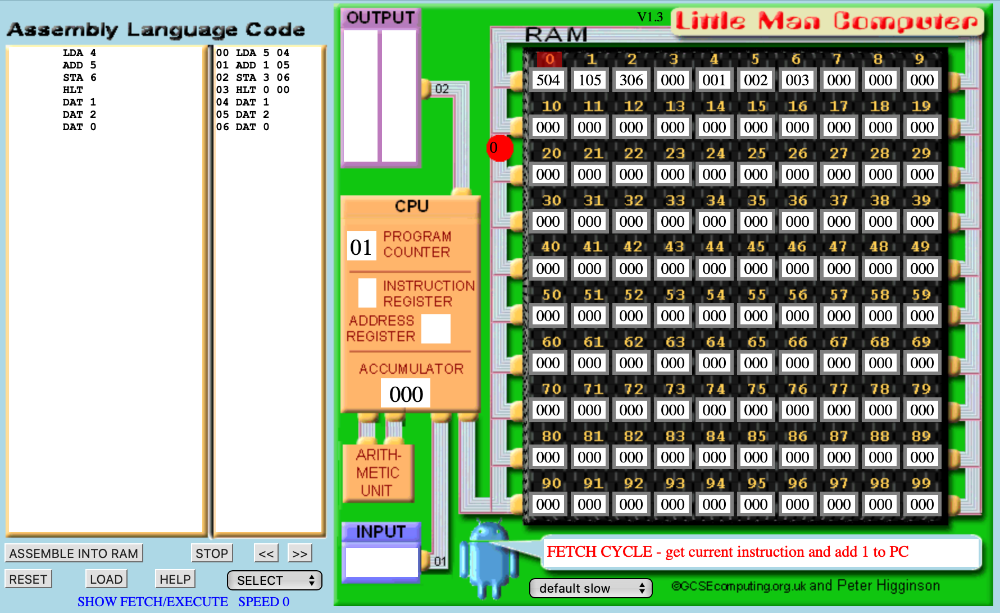 Assembly Language Code
LDA 4
ADD 5
STA 6
HLT
DAT 1
DAT 2
DAT 0
00 LDA 5 04
01 ADD 1 05
02 STA 3 06
03 HLT 0 00
04 DAT 1
05 DAT 2
06 DAT 0
ASSEMBLE INTO RAM
STOP
<<
>>
RESET
LOAD
HELP
SELECT
SHOW FETCH/EXECUTE SPEED 0
OUTPUT
02
CPU
01
PROGRAM
COUNTER
INSTRUCTION
REGISTER
ADDRESS
REGISTER
ACCUMULATOR
000
ARITH-
METIC
UNIT
INPUT
01
V1.3
Little Man Computer
RAM
0
0 1 2 3 4 5 6 7 8 9
504 105 306 000 001 002 003 000 000 000
10 11 12 13 14 15 16 17 18 19
000 000 000 000 000 000 000 000 000 000
20 21 22 23 24 25 26 27 28 29
000 000 000 000 000 000 000 000 000 000
30 31 32 33 34 35 36 37 38 39
000 000 000 000 000 000 000 000 000 000
40 41 42 43 44 45 46 47 48 49
000 000 000 000 000 000 000 000 000 000
50 51 52 53 54 55 56 57 58 59
000 000 000 000 000 000 000 000 000 000
60 61 62 63 64 65 66 67 68 69
000 000 000 000 000 000 000 000 000 000
70 71 72 73 74 75 76 77 78 79
000 000 000 000 000 000 000 000 000 000
80 81 82 83 84 85 86 87 88 89
000 000 000 000 000 000 000 000 000 000
90 91 92 93 94 95 96 97 98 99
000 000 000 000 000 000 000 000 000 000
FETCH CYCLE - get current instruction and add 1 to PC
default slow
©GCSEcomputing.org.uk and Peter Higginson